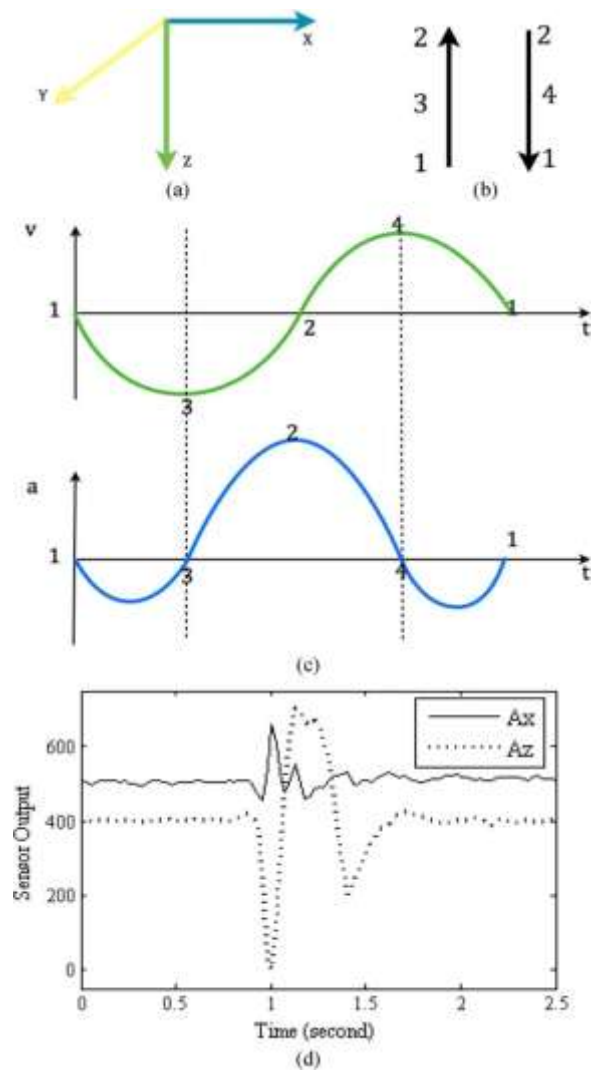 X
Y
Z
(a)
2 2
3 4
1 1
(b)
v
4
1
1
2
t
3
2
a
1
1
3
4
t
(c)
Ax
Az
600
400
200
0
Sensor Output
0 0.5 1 1.5 2 2.5
Time (second)
(d)